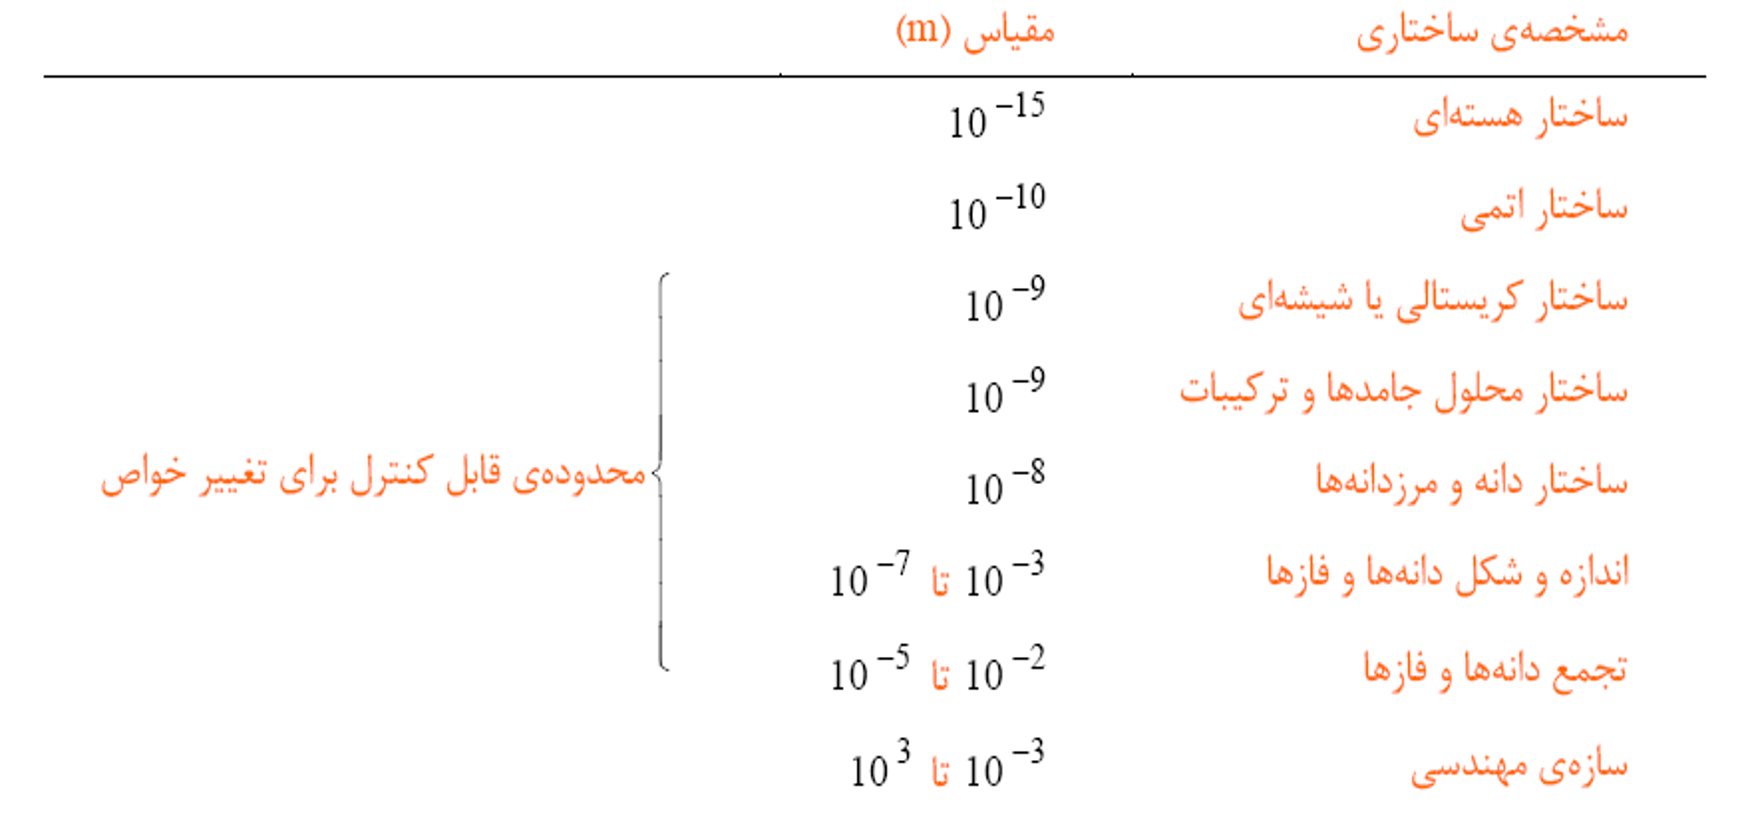 مشخصه‌ی ساختاری مقیاس (m)
ساختار هسته‌ای 10⁻¹⁵
ساختار اتمی 10⁻¹⁰
ساختار کریستالی یا شیشه‌ای 10⁻⁹
ساختار محلول جامدها و ترکیبات 10⁻⁹
ساختار دانه و مرزدانه‌ها 10⁻⁸
محدوده‌ی قابل کنترل برای تغییر خواص
اندازه و شکل دانه‌ها و فازها 10⁻³ تا 10⁻⁷
تجمع دانه‌ها و فازها 10⁻² تا 10⁻⁵
سازه‌ی مهندسی 10⁻³ تا 10³